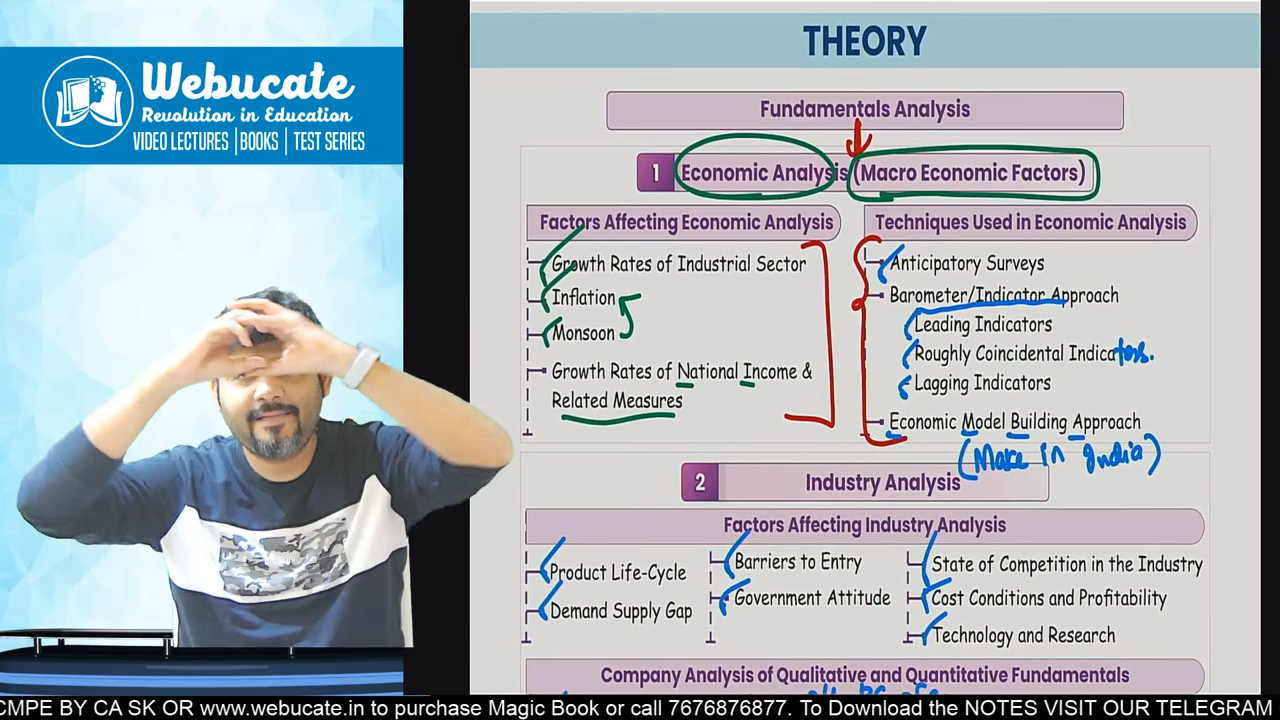 Webucate
Revolution in Education
VIDEO LECTURES | BOOKS | TEST SERIES
THEORY
Fundamentals Analysis
1 Economic Analysis (Macro Economic Factors)
Factors Affecting Economic Analysis
Growth Rates of Industrial Sector
Inflation
Monsoon
Growth Rates of National Income &
Related Measures
Techniques Used in Economic Analysis
Anticipatory Surveys
Barometer/Indicator Approach
Leading Indicators
Roughly Coincidental Indicators.
Lagging Indicators
Economic Model Building Approach
(Make in India)
2 Industry Analysis
Factors Affecting Industry Analysis
Product Life-Cycle
Demand Supply Gap
Barriers to Entry
Government Attitude
State of Competition in the Industry
Cost Conditions and Profitability
Technology and Research
Company Analysis of Qualitative and Quantitative Fundamentals
CMPE BY CA SK OR www.webucate.in to purchase Magic Book or call 7676876877. To Download the NOTES VISIT OUR TELEGRAM